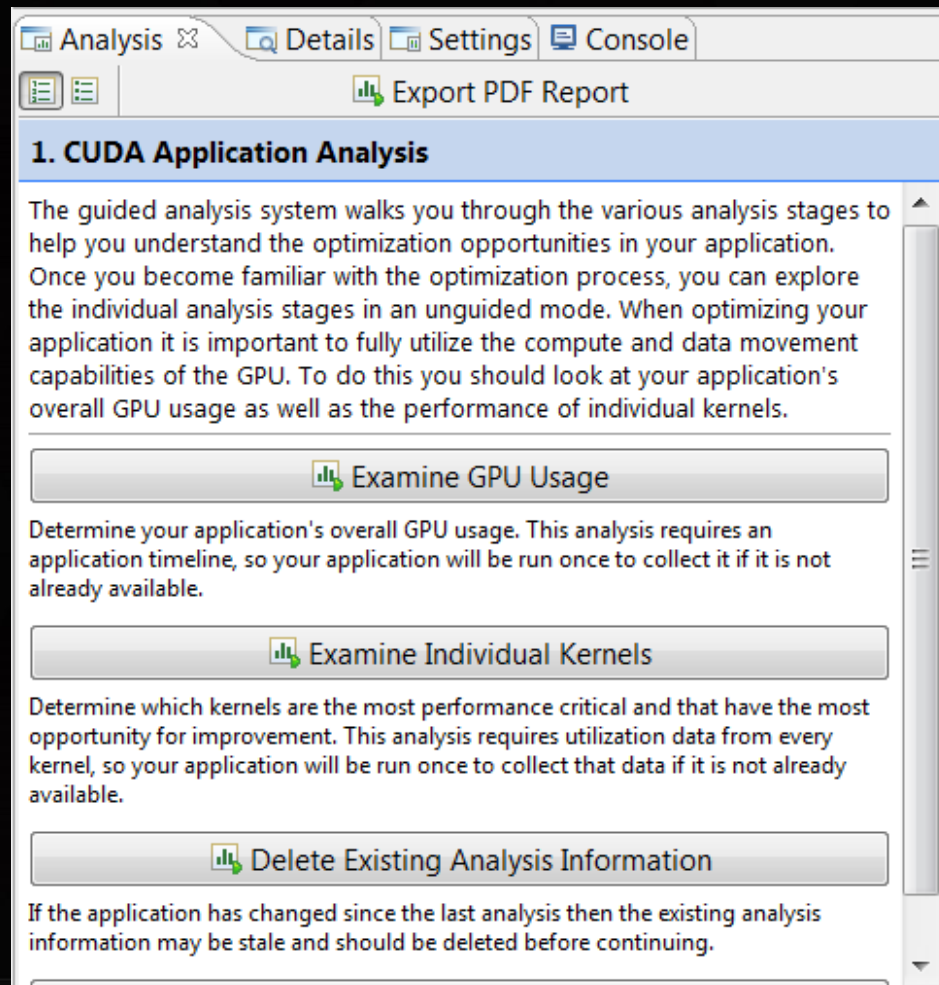 Analysis Details Settings Console
Export PDF Report
1. CUDA Application Analysis
The guided analysis system walks you through the various analysis stages to
help you understand the optimization opportunities in your application.
Once you become familiar with the optimization process, you can explore
the individual analysis stages in an unguided mode. When optimizing your
application it is important to fully utilize the compute and data movement
capabilities of the GPU. To do this you should look at your application's
overall GPU usage as well as the performance of individual kernels.
Examine GPU Usage
Determine your application's overall GPU usage. This analysis requires an
application timeline, so your application will be run once to collect it if it is not
already available.
Examine Individual Kernels
Determine which kernels are the most performance critical and that have the most
opportunity for improvement. This analysis requires utilization data from every
kernel, so your application will be run once to collect that data if it is not already
available.
Delete Existing Analysis Information
If the application has changed since the last analysis then the existing analysis
information may be stale and should be deleted before continuing.